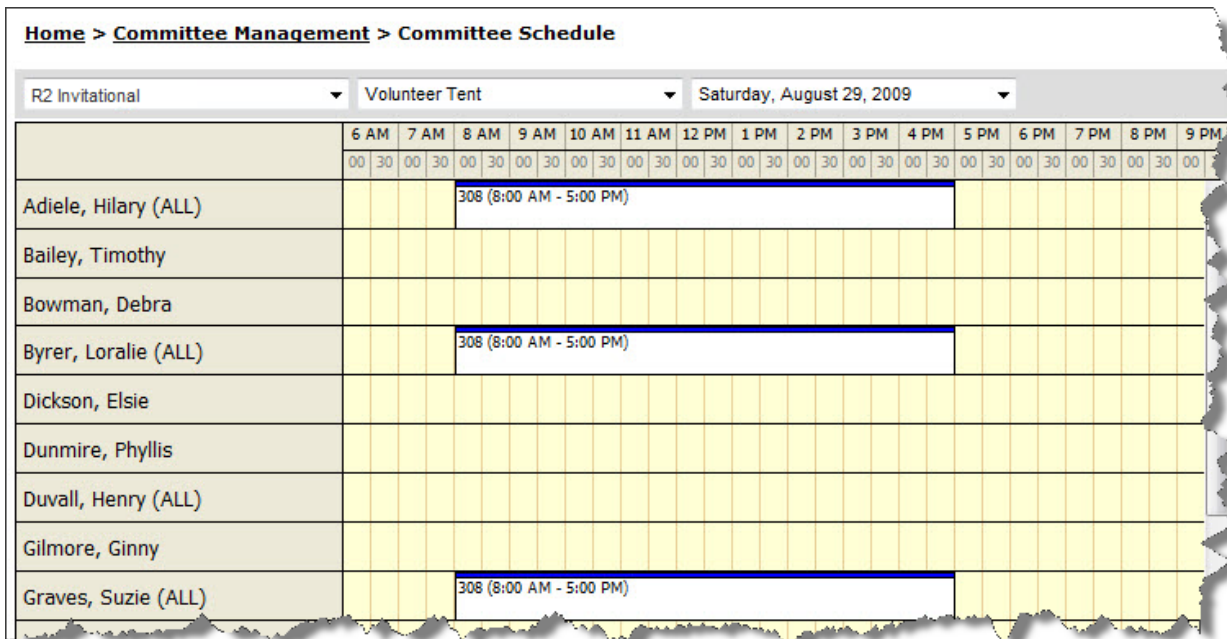 Home > Committee Management > Committee Schedule
R2 Invitational Volunteer Tent Saturday, August 29, 2009
6 AM 7 AM 8 AM 9 AM 10 AM 11 AM 12 PM 1 PM 2 PM 3 PM 4 PM 5 PM 6 PM 7 PM 8 PM 9 PM
00 30 00 30 00 30 00 30 00 30 00 30 00 30 00 30 00 30 00 30 00 30 00 30 00 30 00 30 00 30 00
Adiele, Hilary (ALL) 308 (8:00 AM - 5:00 PM)
Bailey, Timothy
Bowman, Debra
Byrer, Loralie (ALL) 308 (8:00 AM - 5:00 PM)
Dickson, Elsie
Dunmire, Phyllis
Duvall, Henry (ALL)
Gilmore, Ginny
Graves, Suzie (ALL) 308 (8:00 AM - 5:00 PM)